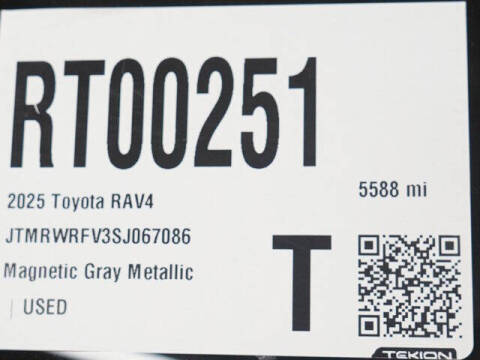 RT00251
2025 Toyota RAV4
5588 mi
JTMRWRFV3SJ067086
Magnetic Gray Metallic
T
| USED
TEKION